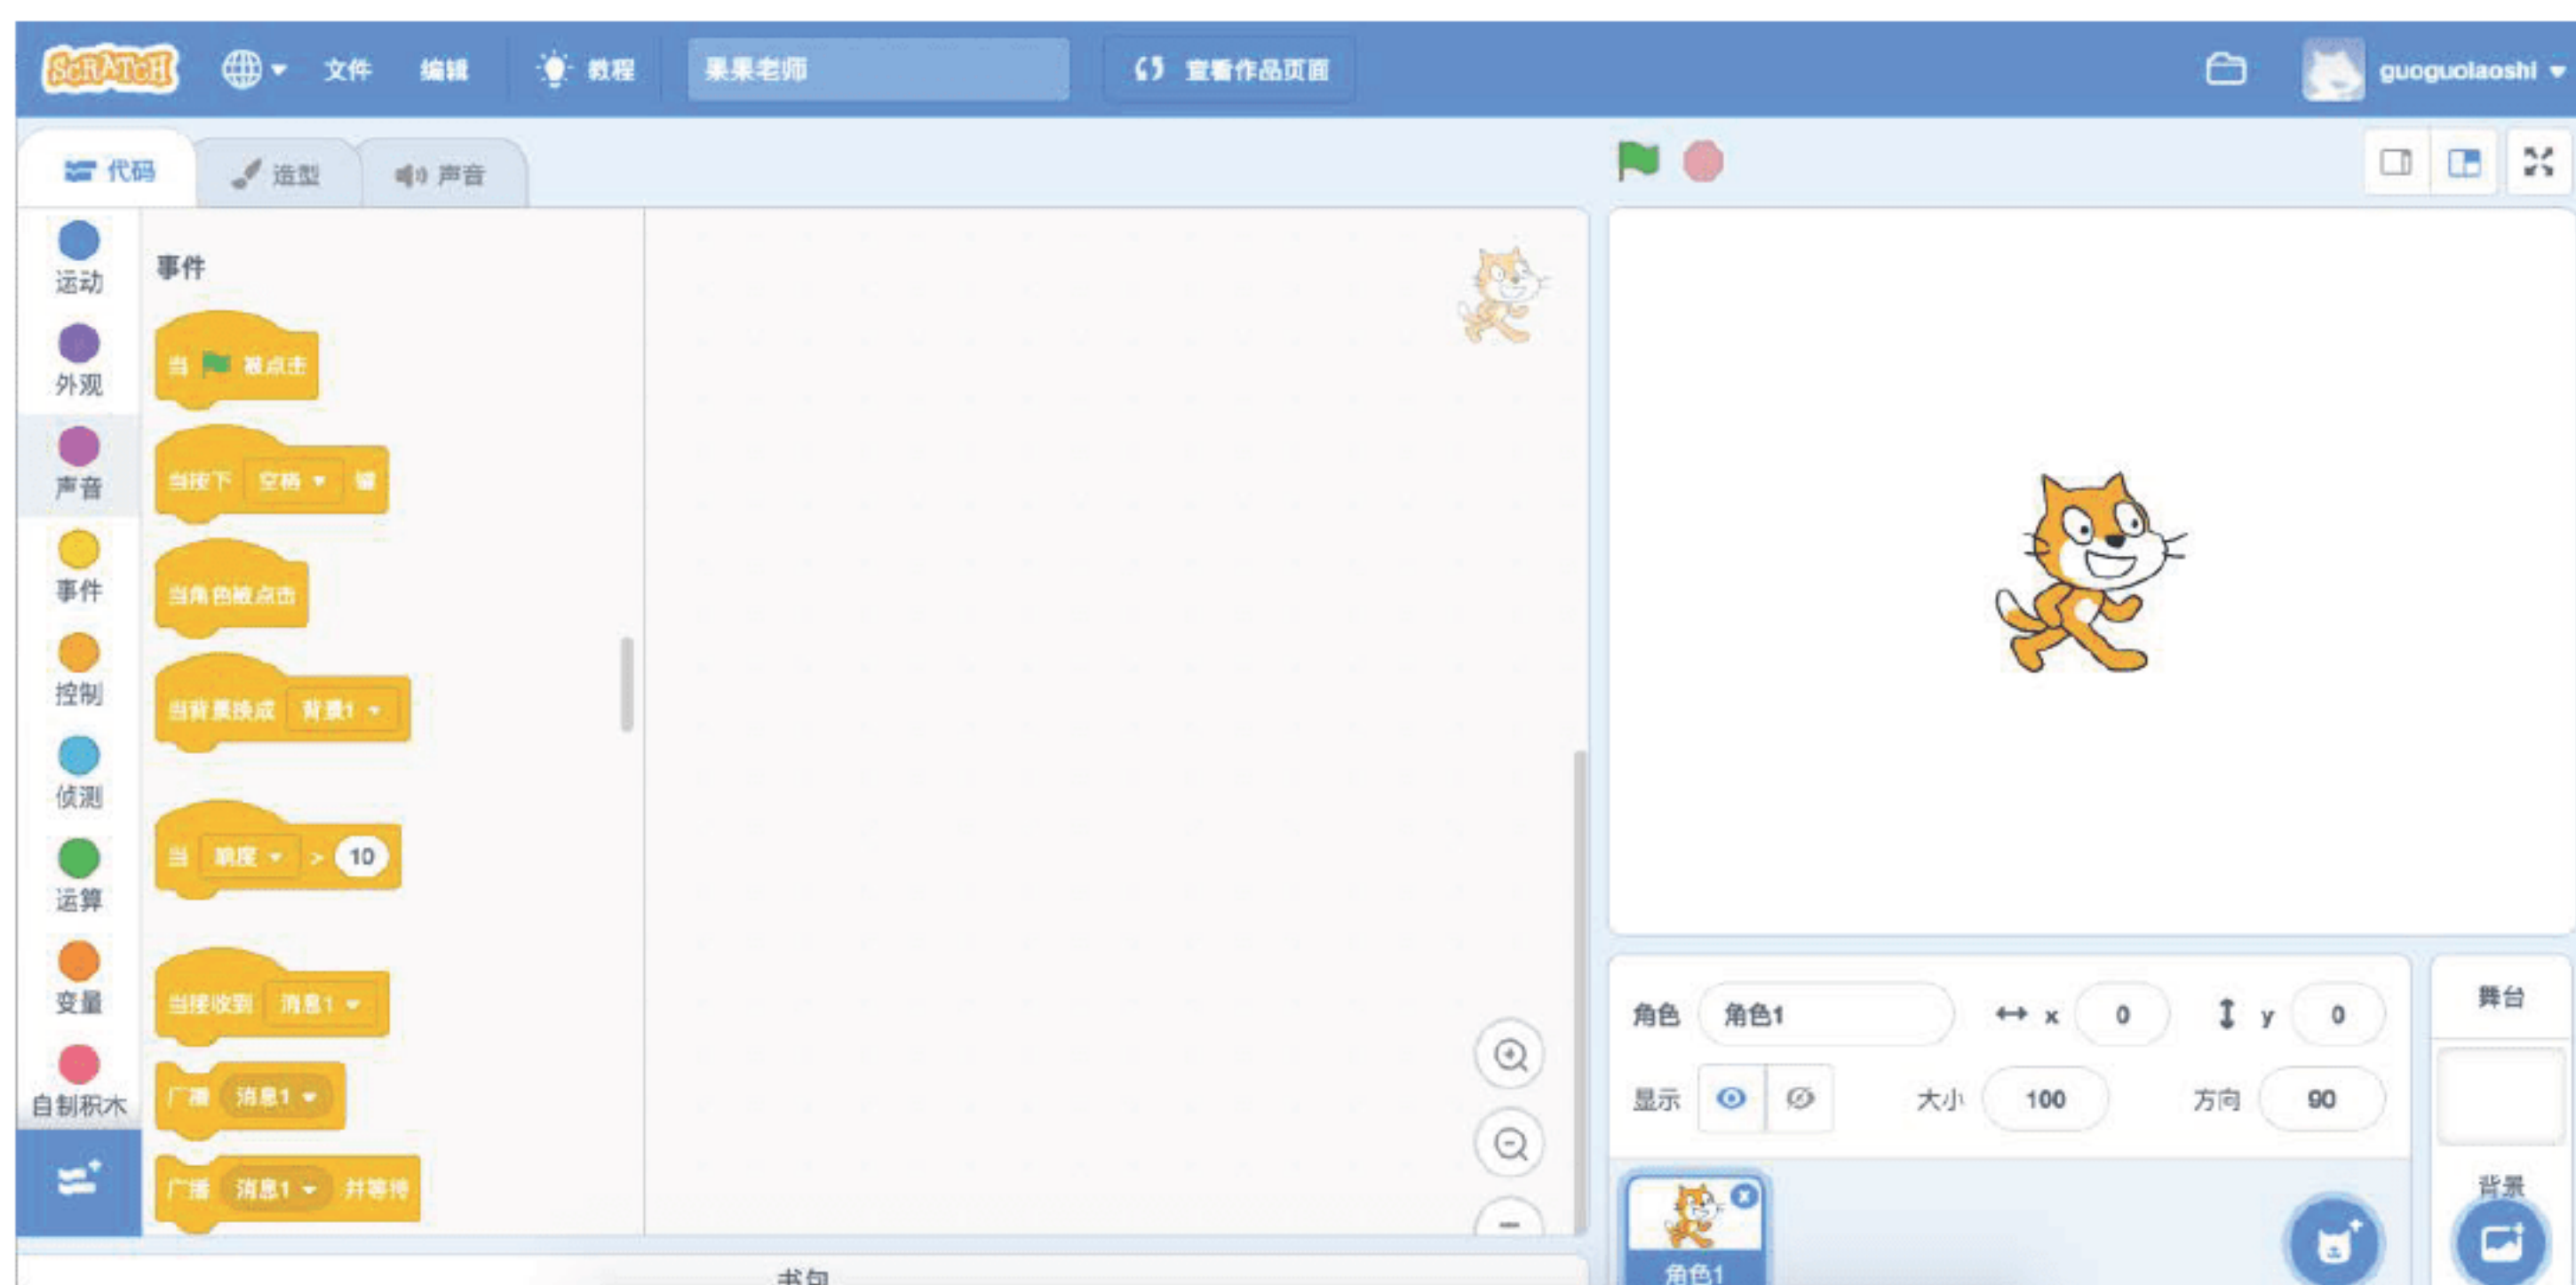 SCRATCH 文件 编辑 教程 果果老师 查看作品页面 guoguolaoshi
代码 造型 声音
运动
外观
声音
事件
控制
侦测
运算
变量
自制积木
事件
当 被点击
当按下 空格 键
当角色被点击
当背景换成 背景1
当 响度 > 10
当接收到 消息1
广播 消息1
广播 消息1 并等待
书包
角色 角色1 x 0 y 0
显示 大小 100 方向 90
角色1
舞台
背景